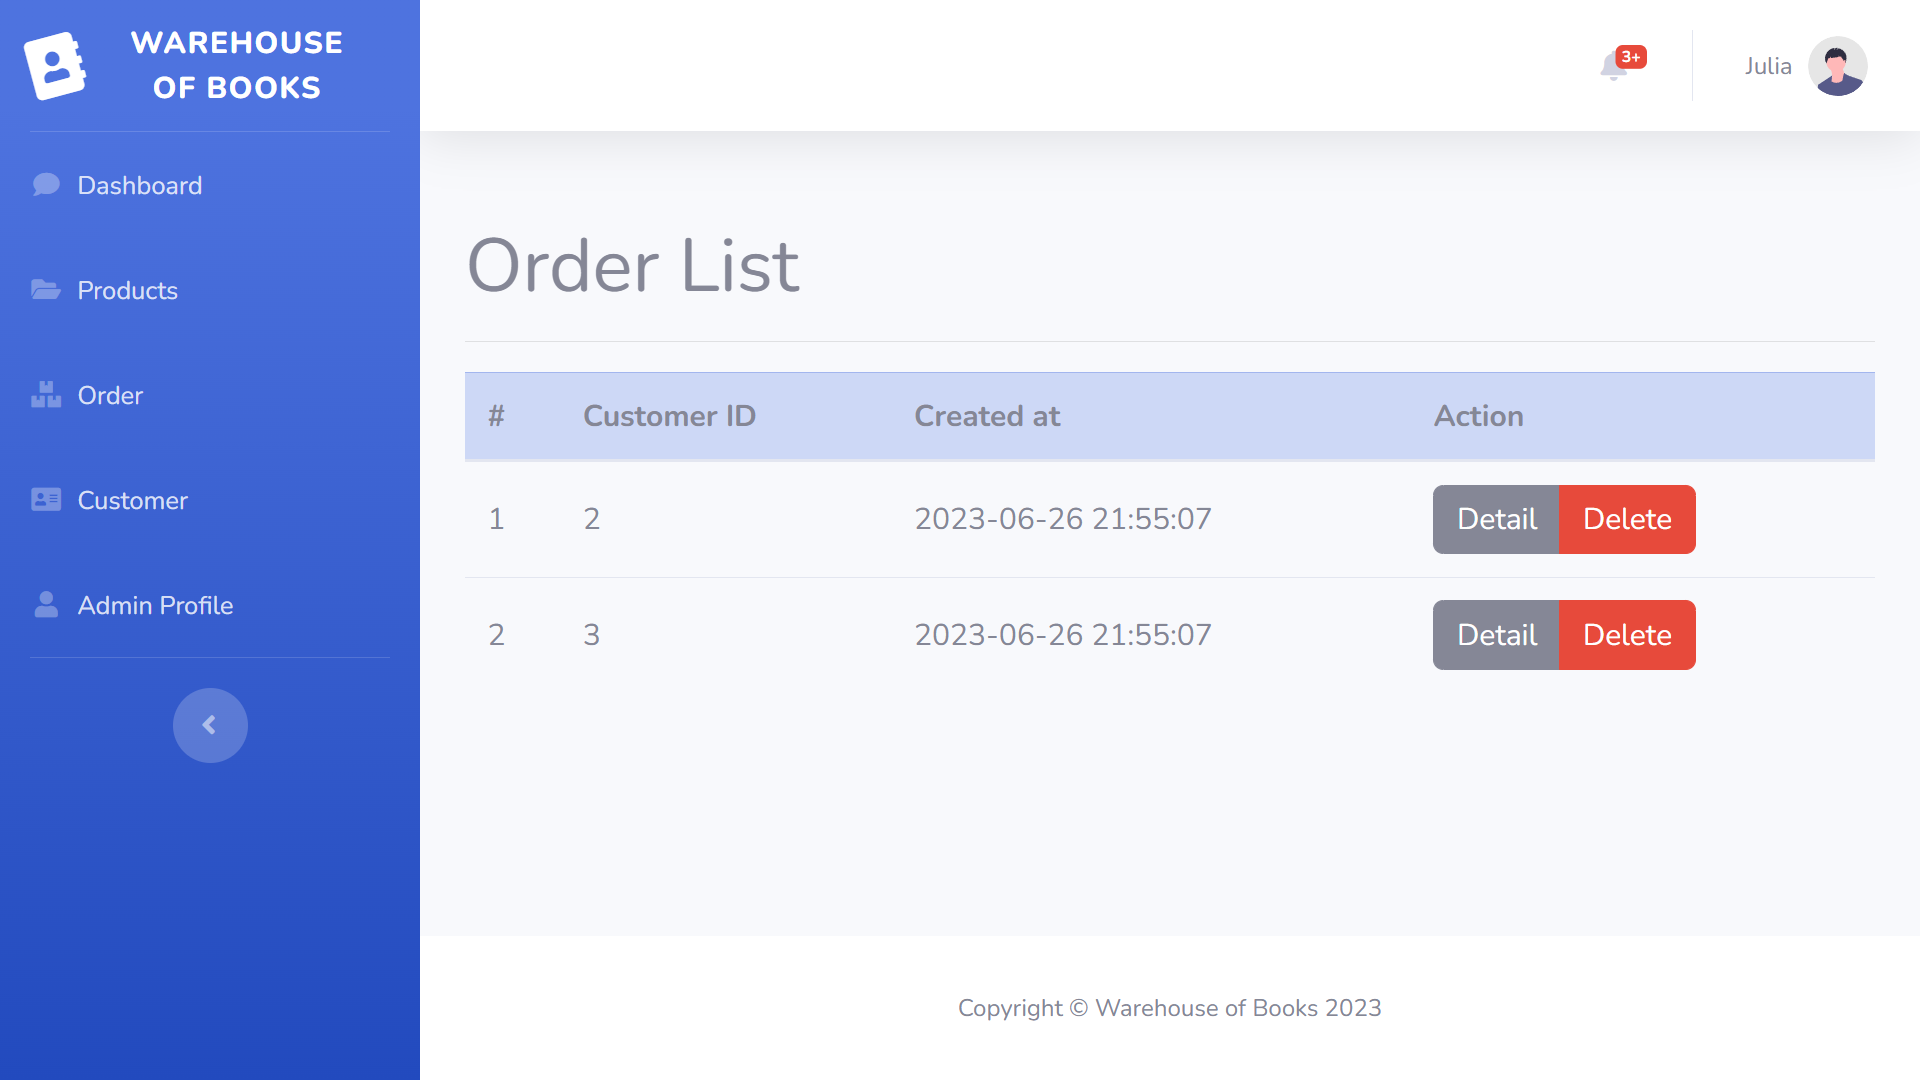 WAREHOUSE
OF BOOKS
Dashboard
Products
Order
Customer
Admin Profile
3+
Julia
Order List
# Customer ID Created at Action
1 2 2023-06-26 21:55:07 Detail Delete
2 3 2023-06-26 21:55:07 Detail Delete
Copyright © Warehouse of Books 2023